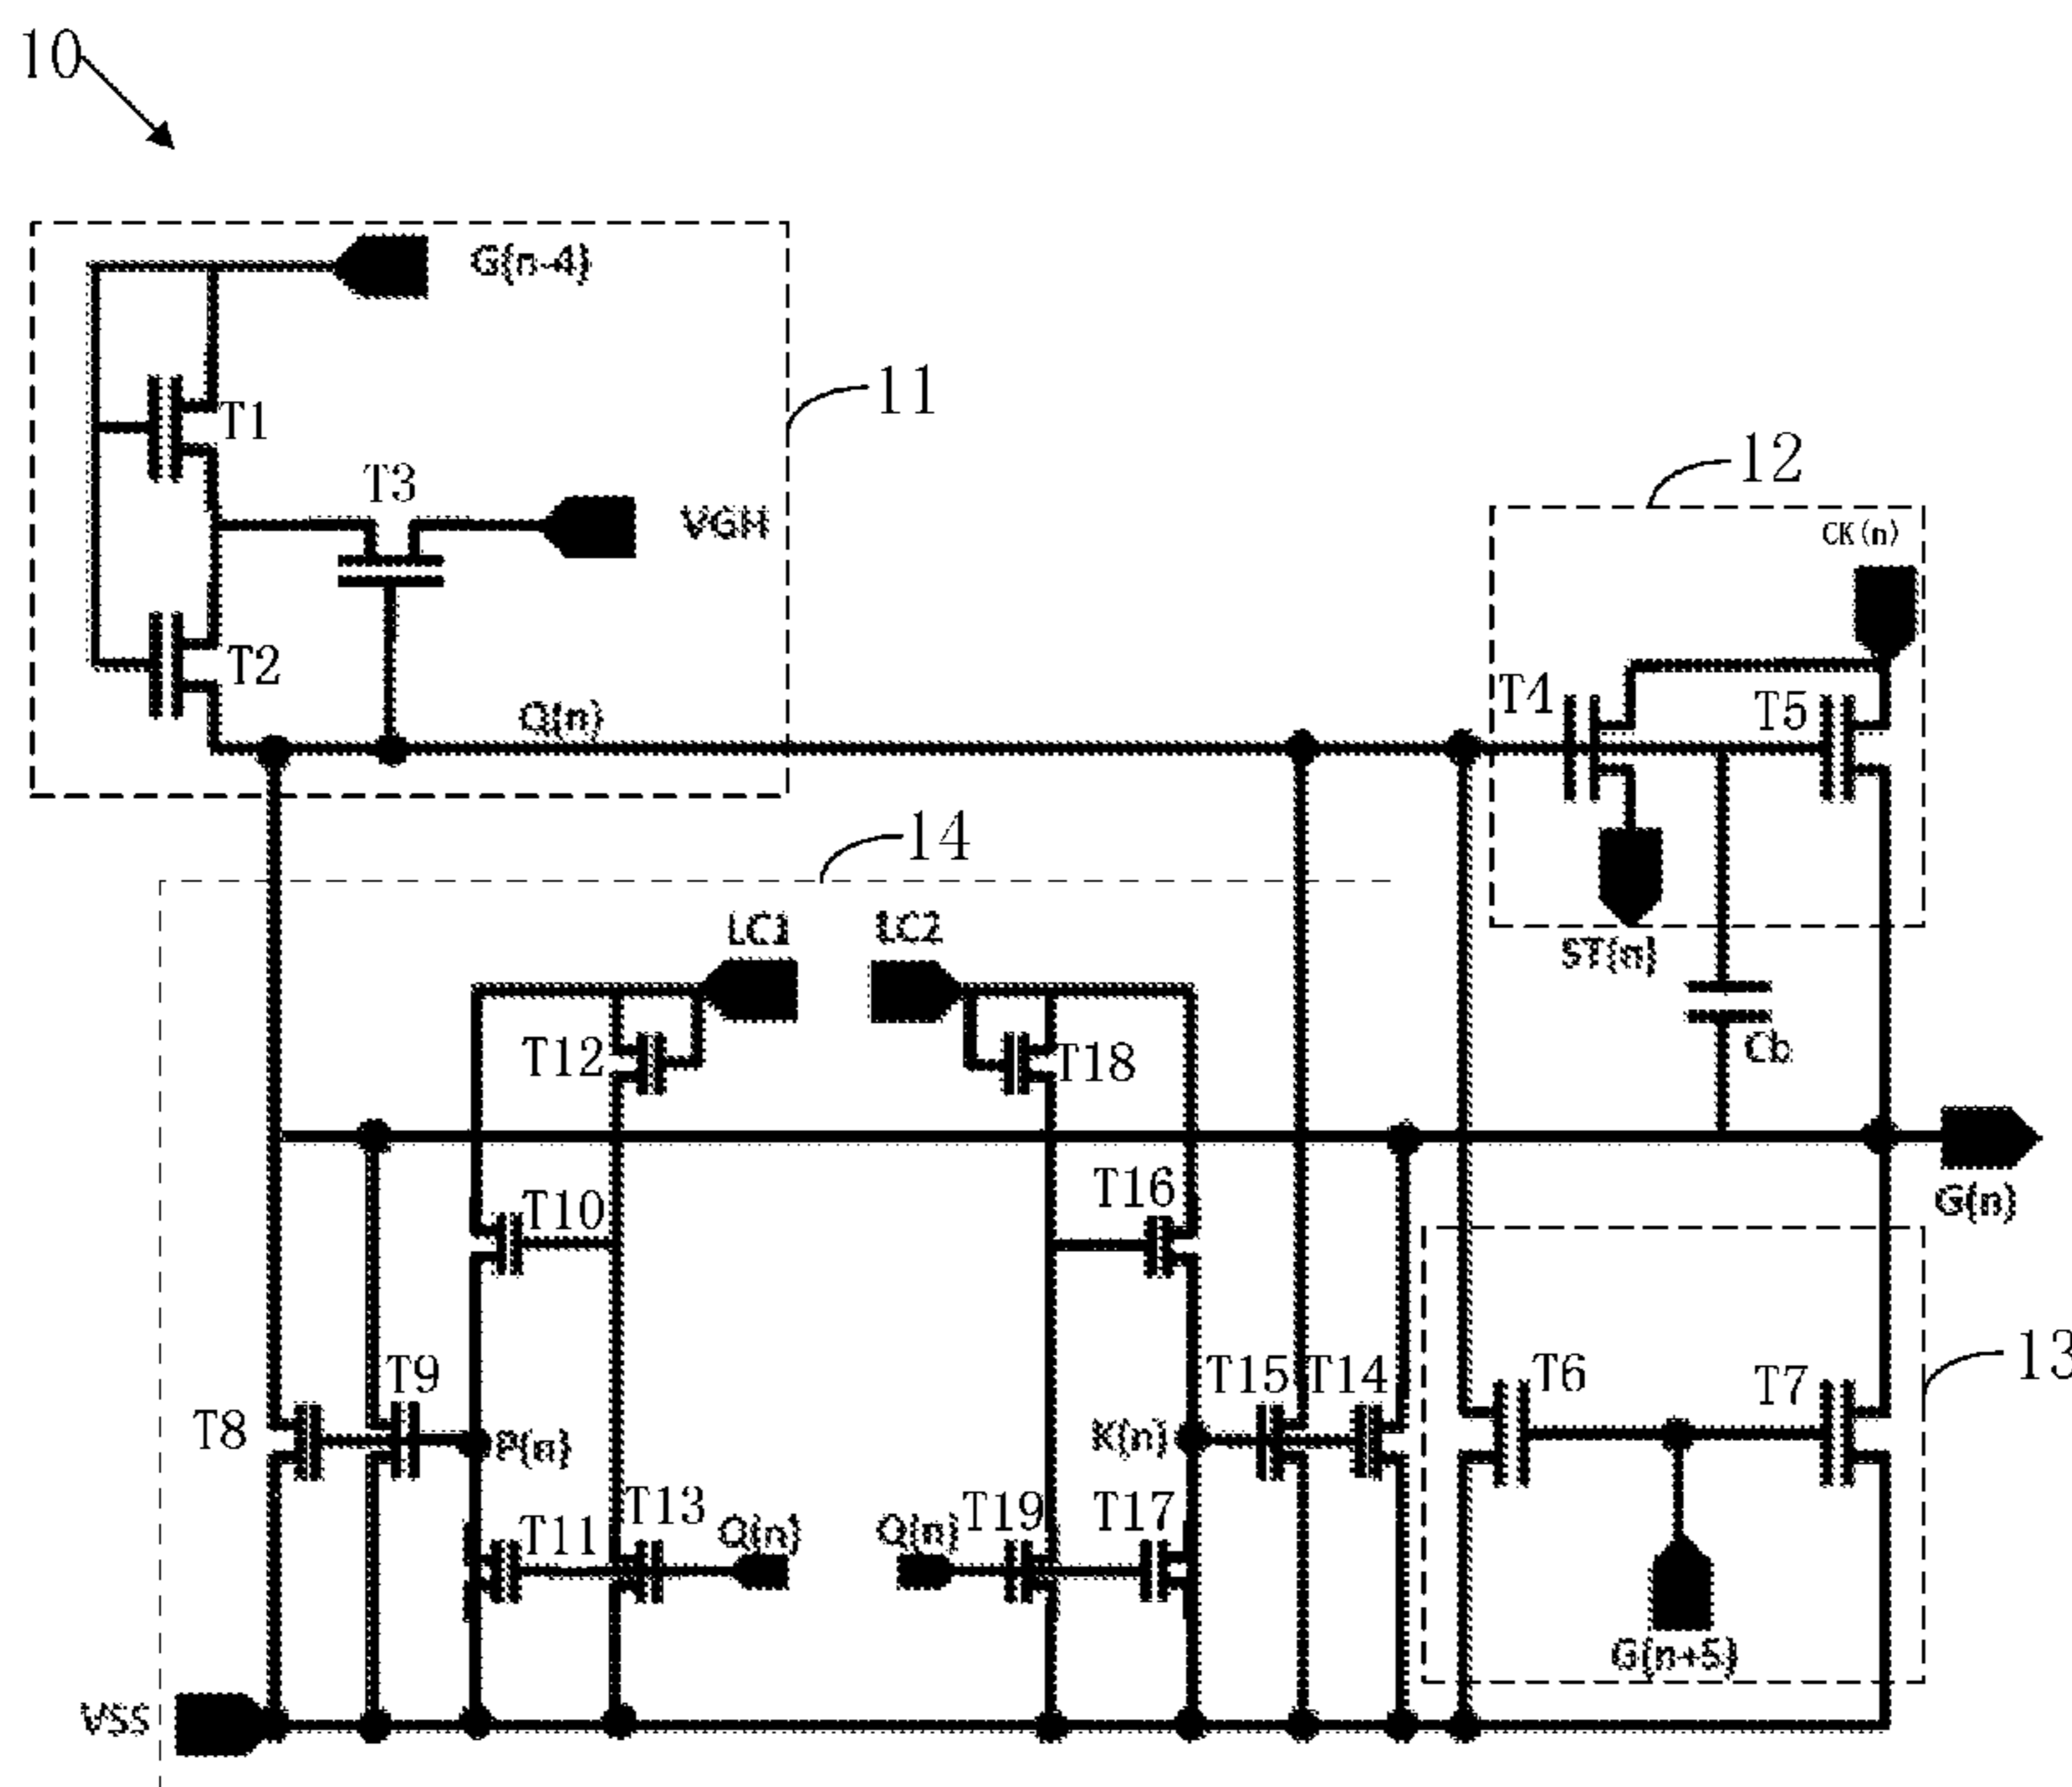 10
G(n-4)
T1
11
T3
VGH
12
CK(n)
T2
Q(n)
T4
T5
14
LC1
LC2
ST(n)
T12
T18
Cb
T10
T16
G(n)
T9
T15
T14
T6
T7
13
T8
P(n)
K(n)
T11
T13
Q(n)
Q(n)
T19
T17
G(n+5)
VSS